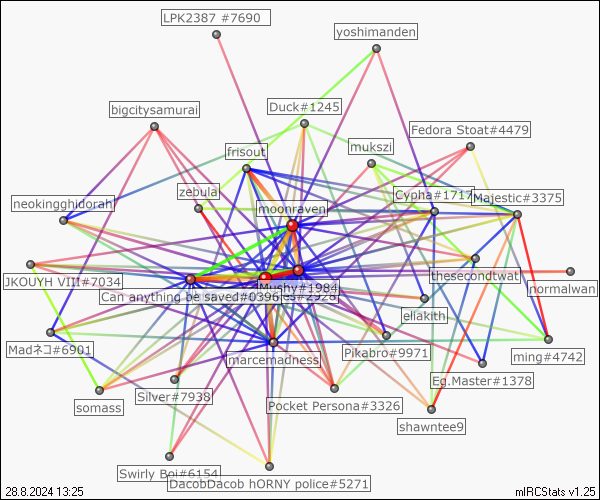 LPK2387 #7690
yoshimanden
bigcitysamurai
Duck#1245
Fedora Stoat#4479
mukszi
frisout
zebula
Cypha#1717
Majestic#3375
neokingghidorah
moonraven
thesecondtwat
JKOUYH VIII#7034
Mushy#1984
normalwan
Can anything be saved#0396
es#2928
eliakith
Madネコ#6901
marcemadness
Pikabro#9971
ming#4742
Eg.Master#1378
somass
Silver#7938
Pocket Persona#3326
shawntee9
Swirly Boi#6154
DacobDacob hORNY police#5271
28.8.2024 13:25
mIRCStats v1.25